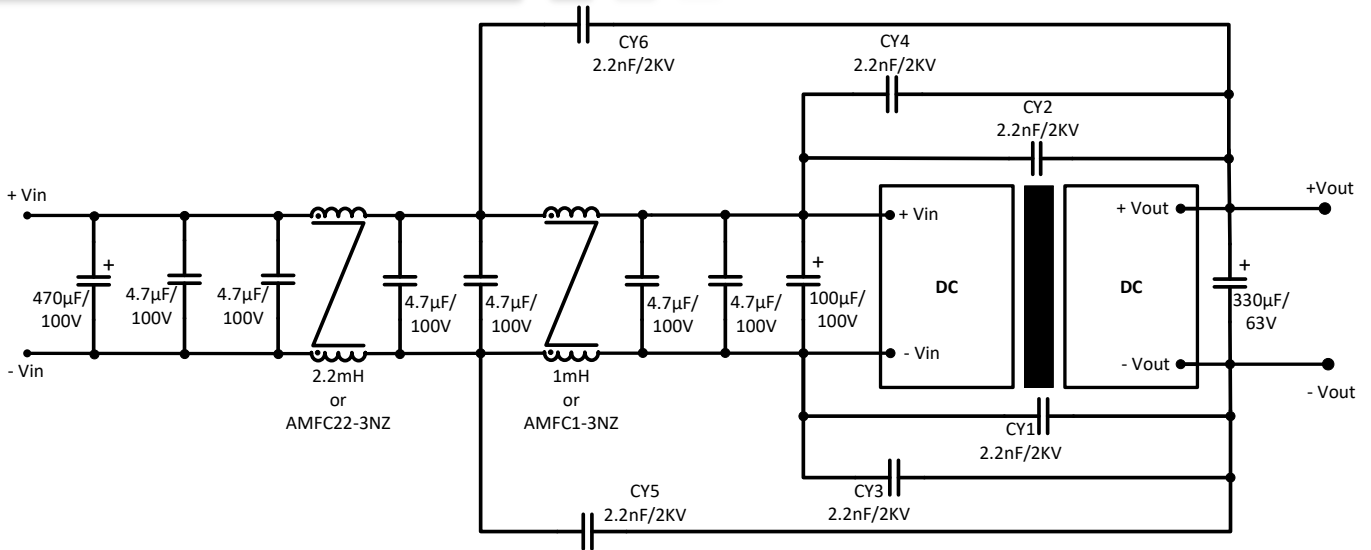 CY6
2.2nF/2KV
CY4
2.2nF/2KV
CY2
2.2nF/2KV
+ Vin
- Vin
470µF/
100V
+
4.7µF/
100V
4.7µF/
100V
2.2mH
or
AMFC22-3NZ
4.7µF/
100V
4.7µF/
100V
1mH
or
AMFC1-3NZ
4.7µF/
100V
4.7µF/
100V
+
100µF/
100V
+ Vin
DC
- Vin
+ Vout
DC
- Vout
+
330µF/
63V
+Vout
- Vout
CY1
2.2nF/2KV
CY3
2.2nF/2KV
CY5
2.2nF/2KV